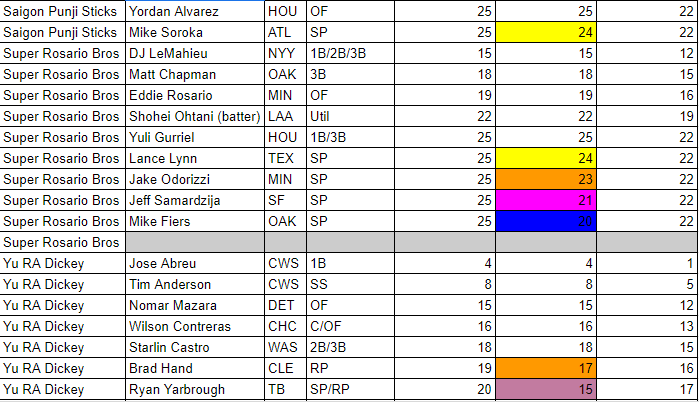 Saigon Punji Sticks Yordan Alvarez HOU OF 25 25 22
Saigon Punji Sticks Mike Soroka ATL SP 25 24 22
Super Rosario Bros DJ LeMahieu NYY 1B/2B/3B 15 15 12
Super Rosario Bros Matt Chapman OAK 3B 18 18 15
Super Rosario Bros Eddie Rosario MIN OF 19 19 16
Super Rosario Bros Shohei Ohtani (batter) LAA Util 22 22 19
Super Rosario Bros Yuli Gurriel HOU 1B/3B 25 25 22
Super Rosario Bros Lance Lynn TEX SP 25 24 22
Super Rosario Bros Jake Odorizzi MIN SP 25 23 22
Super Rosario Bros Jeff Samardzija SF SP 25 21 22
Super Rosario Bros Mike Fiers OAK SP 25 20 22
Super Rosario Bros
Yu RA Dickey Jose Abreu CWS 1B 4 4 1
Yu RA Dickey Tim Anderson CWS SS 8 8 5
Yu RA Dickey Nomar Mazara DET OF 15 15 12
Yu RA Dickey Wilson Contreras CHC C/OF 16 16 13
Yu RA Dickey Starlin Castro WAS 2B/3B 18 18 15
Yu RA Dickey Brad Hand CLE RP 19 17 16
Yu RA Dickey Ryan Yarbrough TB SP/RP 20 15 17